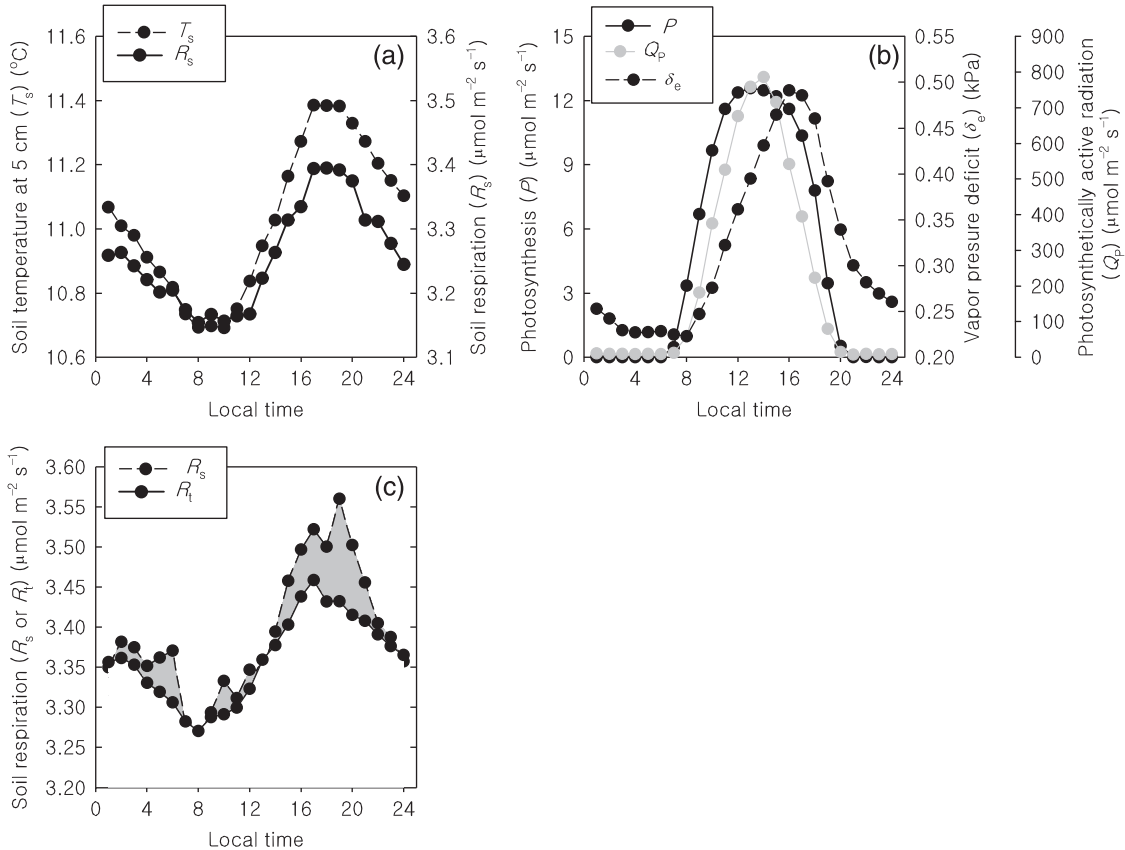 11.6
11.4
11.2
11.0
10.8
10.6
Soil temperature at 5 cm (Ts) (°C)
Ts
Rs
(a)
3.6
3.5
3.4
3.3
3.2
3.1
Soil respiration (Rs) (μmol m−2 s−1)
0 4 8 12 16 20 24
Local time
15
12
9
6
3
0
Photosynthesis (P) (μmol m−2 s−1)
P
QP
δe
(b)
0.55
0.50
0.45
0.40
0.35
0.30
0.25
0.20
Vapor pressure deficit (δe) (kPa)
900
800
700
600
500
400
300
200
100
0
Photosynthetically active radiation
(QP) (μmol m−2 s−1)
0 4 8 12 16 20 24
Local time
3.60
3.55
3.50
3.45
3.40
3.35
3.30
3.25
3.20
Soil respiration (Rs or Rt) (μmol m−2 s−1)
Rs
Rt
(c)
0 4 8 12 16 20 24
Local time